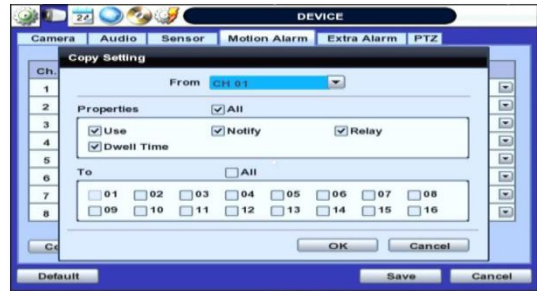 DEVICE
Camera Audio Sensor Motion Alarm Extra Alarm PTZ
Copy Setting
Ch.
From CH 01
1
2
Properties All
3
Use Notify Relay
4
Dwell Time
5
6
To All
7
01 02 03 04 05 06 07 08
8
09 10 11 12 13 14 15 16
OK Cancel
Default Save Cancel